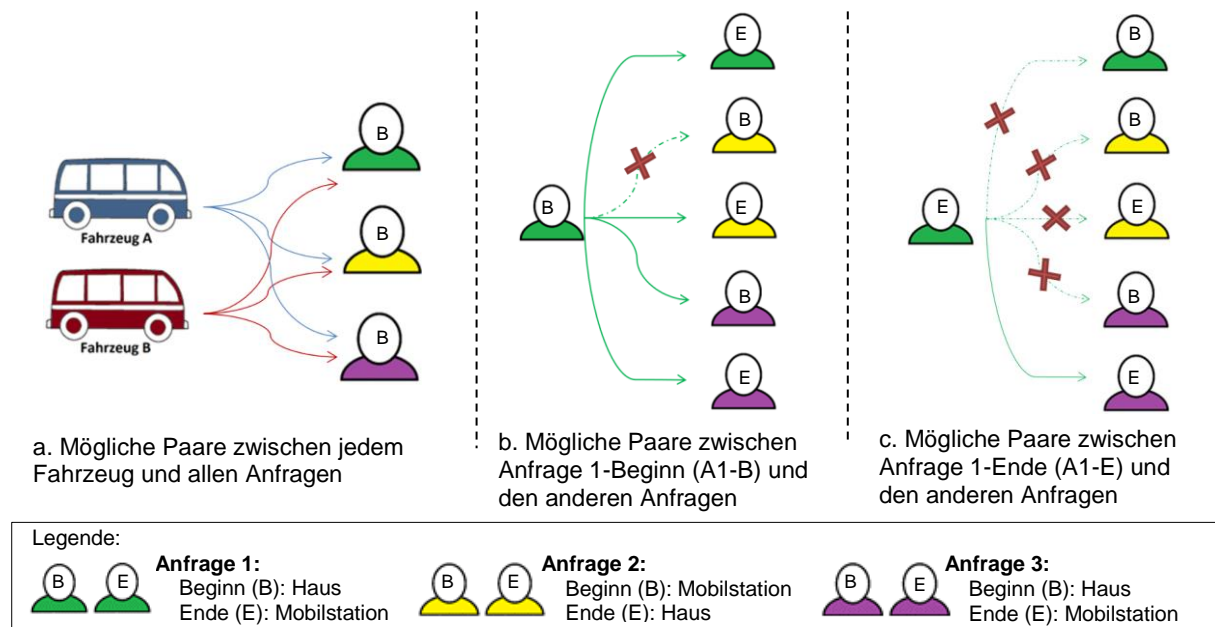 B
Fahrzeug A
B
Fahrzeug B
B
a. Mögliche Paare zwischen jedem
Fahrzeug und allen Anfragen
E
B
B
E
B
E
b. Mögliche Paare zwischen
Anfrage 1-Beginn (A1-B) und
den anderen Anfragen
B
B
E
E
B
E
c. Mögliche Paare zwischen
Anfrage 1-Ende (A1-E) und
den anderen Anfragen
Legende:
B E
Anfrage 1:
Beginn (B): Haus
Ende (E): Mobilstation
B E
Anfrage 2:
Beginn (B): Mobilstation
Ende (E): Haus
B E
Anfrage 3:
Beginn (B): Haus
Ende (E): Mobilstation